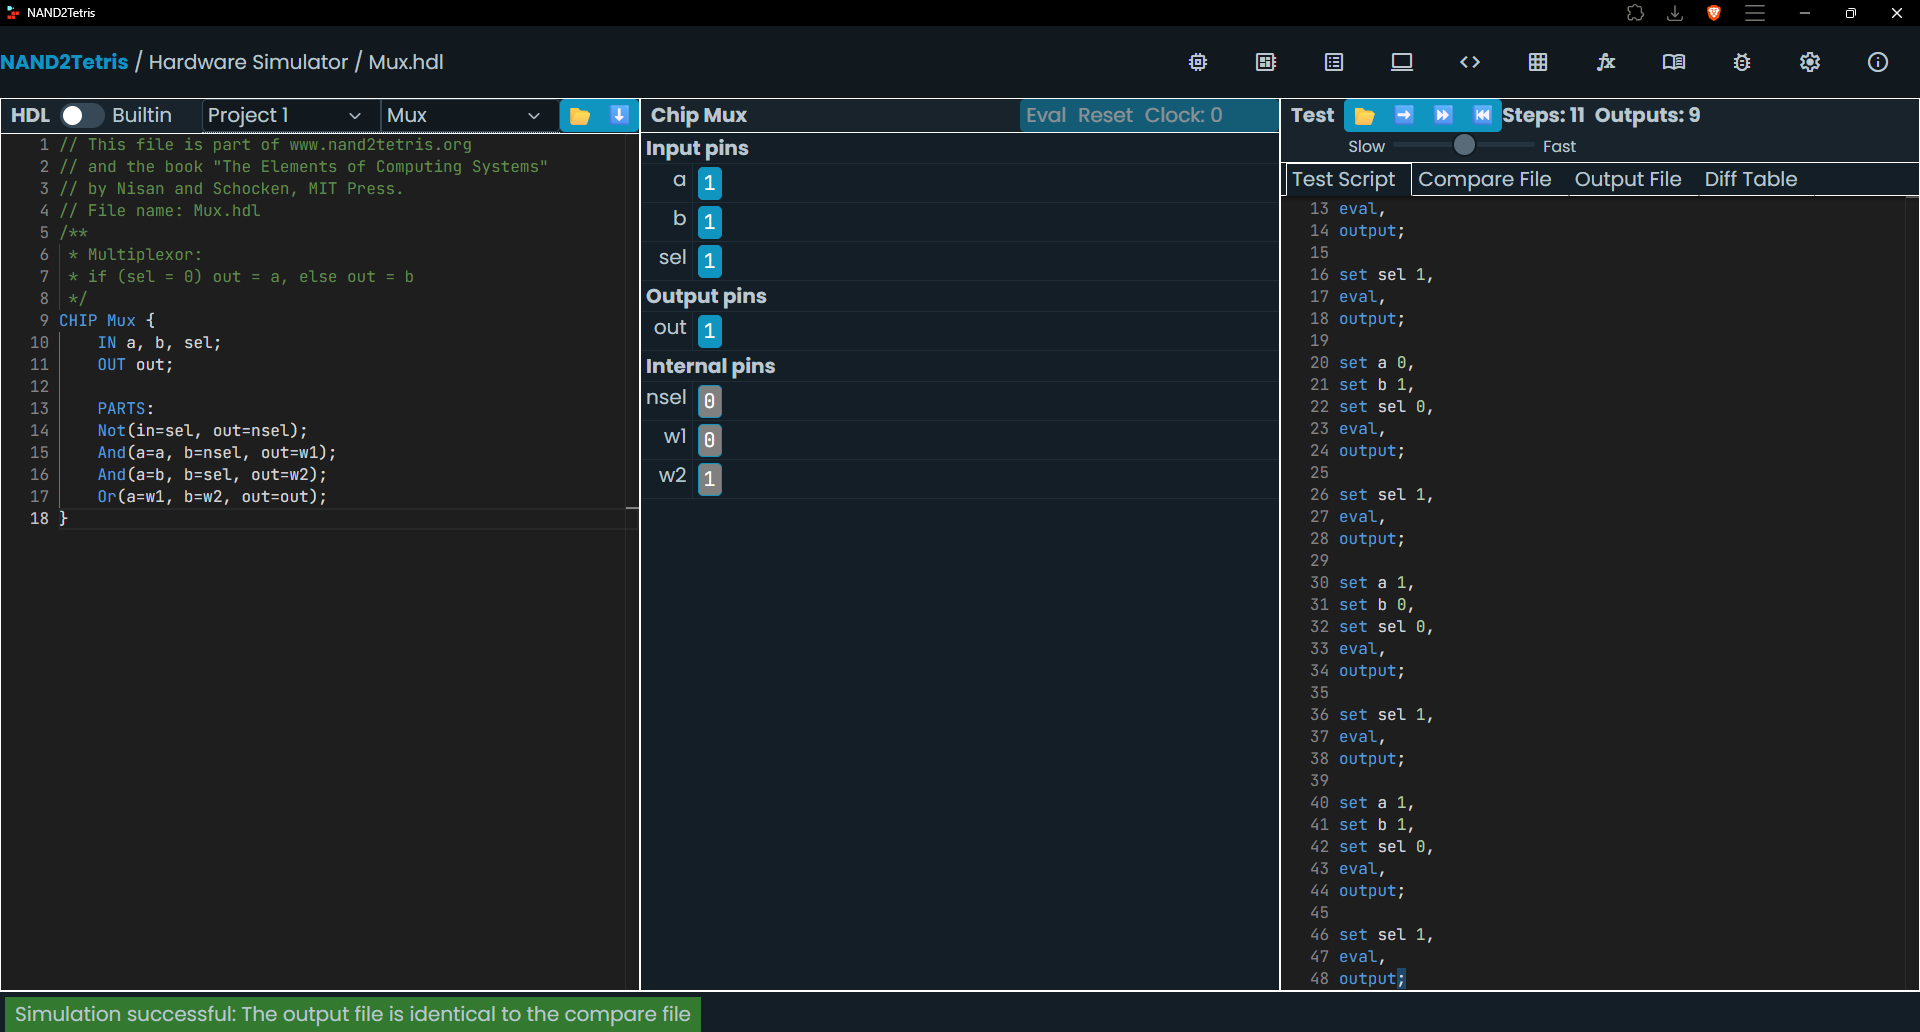 NAND2Tetris
NAND2Tetris / Hardware Simulator / Mux.hdl
HDL Builtin Project 1 Mux
1 // This file is part of www.nand2tetris.org
2 // and the book "The Elements of Computing Systems"
3 // by Nisan and Schocken, MIT Press.
4 // File name: Mux.hdl
5 /**
6 * Multiplexor:
7 * if (sel = 0) out = a, else out = b
8 */
9 CHIP Mux {
10 IN a, b, sel;
11 OUT out;
12
13 PARTS:
14 Not(in=sel, out=nsel);
15 And(a=a, b=nsel, out=w1);
16 And(a=b, b=sel, out=w2);
17 Or(a=w1, b=w2, out=out);
18 }
Chip Mux Eval Reset Clock: 0
Input pins
a 1
b 1
sel 1
Output pins
out 1
Internal pins
nsel 0
w1 0
w2 1
Test Steps: 11 Outputs: 9
Slow Fast
Test Script Compare File Output File Diff Table
13 eval,
14 output;
15
16 set sel 1,
17 eval,
18 output;
19
20 set a 0,
21 set b 1,
22 set sel 0,
23 eval,
24 output;
25
26 set sel 1,
27 eval,
28 output;
29
30 set a 1,
31 set b 0,
32 set sel 0,
33 eval,
34 output;
35
36 set sel 1,
37 eval,
38 output;
39
40 set a 1,
41 set b 1,
42 set sel 0,
43 eval,
44 output;
45
46 set sel 1,
47 eval,
48 output;
Simulation successful: The output file is identical to the compare file